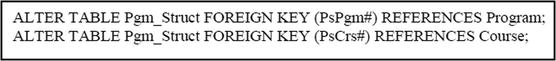 ALTER TABLE Pgm_Struct FOREIGN KEY (PsPgm#) REFERENCES Program;
ALTER TABLE Pgm_Struct FOREIGN KEY (PsCrs#) REFERENCES Course;